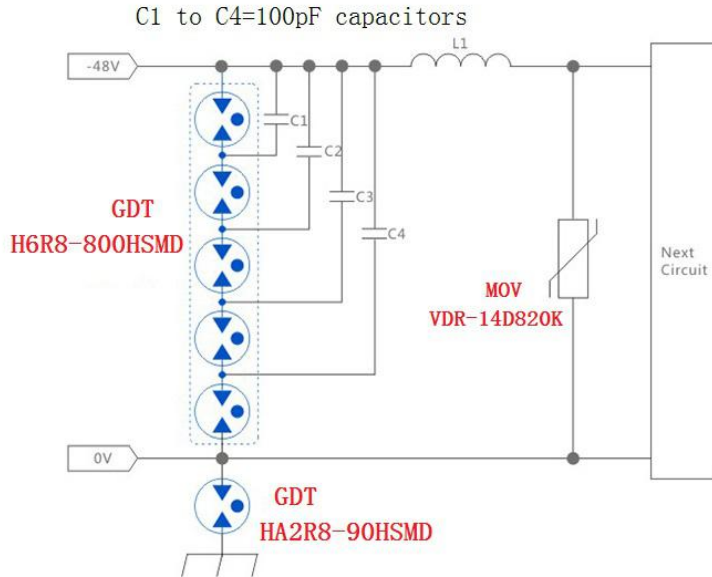 C1 to C4=100pF capacitors
L1
-48V
C1
C2
GDT
C3
H6R8-800HSMD
C4
Next
Circuit
MOV
VDR-14D820K
0V
GDT
HA2R8-90HSMD